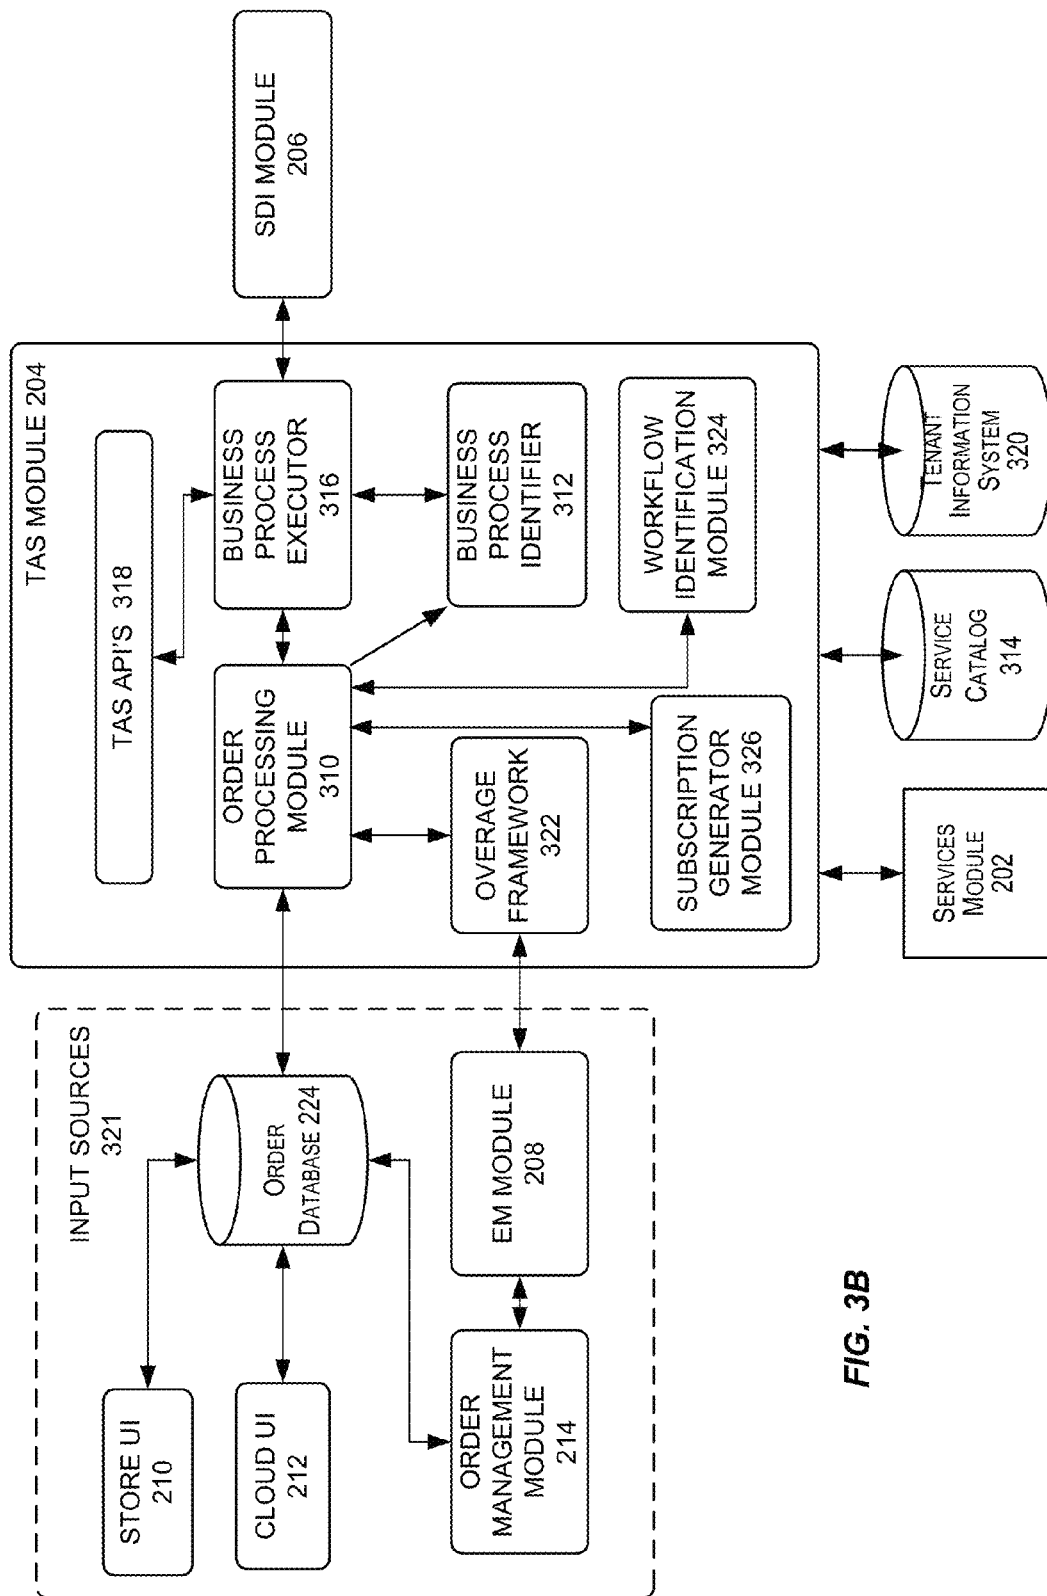 INPUT SOURCES
321
STORE UI
210
CLOUD UI
212
ORDER
MANAGEMENT
MODULE
214
ORDER
DATABASE 224
EM MODULE
208
TAS MODULE 204
TAS API'S 318
ORDER
PROCESSING
MODULE
310
BUSINESS
PROCESS
EXECUTOR
316
OVERAGE
FRAMEWORK
322
BUSINESS
PROCESS
IDENTIFIER
312
SUBSCRIPTION
GENERATOR
MODULE 326
WORKFLOW
IDENTIFICATION
MODULE 324
SDI MODULE
206
SERVICES
MODULE
202
SERVICE
CATALOG
314
TENANT
INFORMATION
SYSTEM
320
FIG. 3B